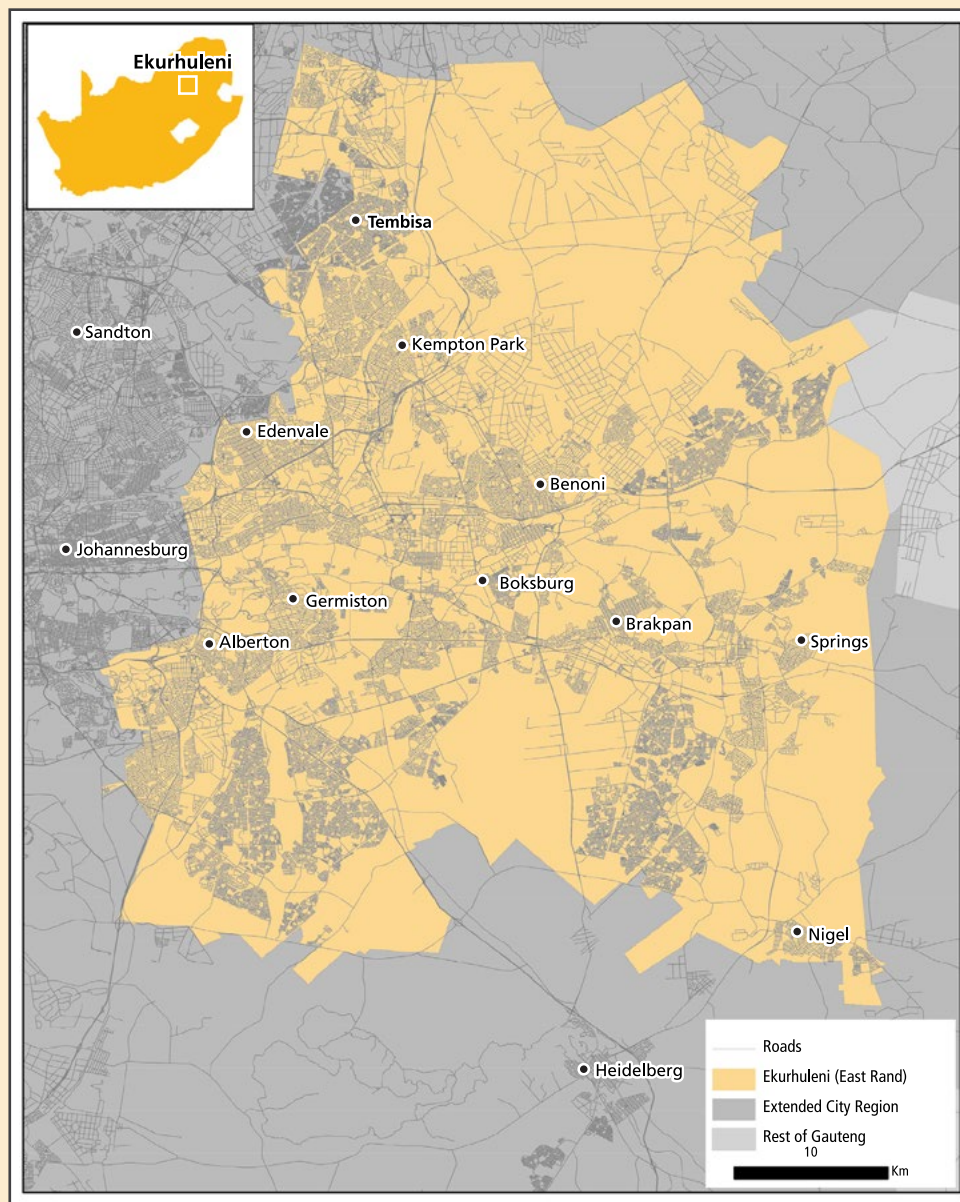 Ekurhuleni
Tembisa
Sandton
Kempton Park
Edenvale
Benoni
Johannesburg
Boksburg
Germiston
Brakpan
Alberton
Springs
Nigel
Heidelberg
Roads
Ekurhuleni (East Rand)
Extended City Region
Rest of Gauteng
10
Km